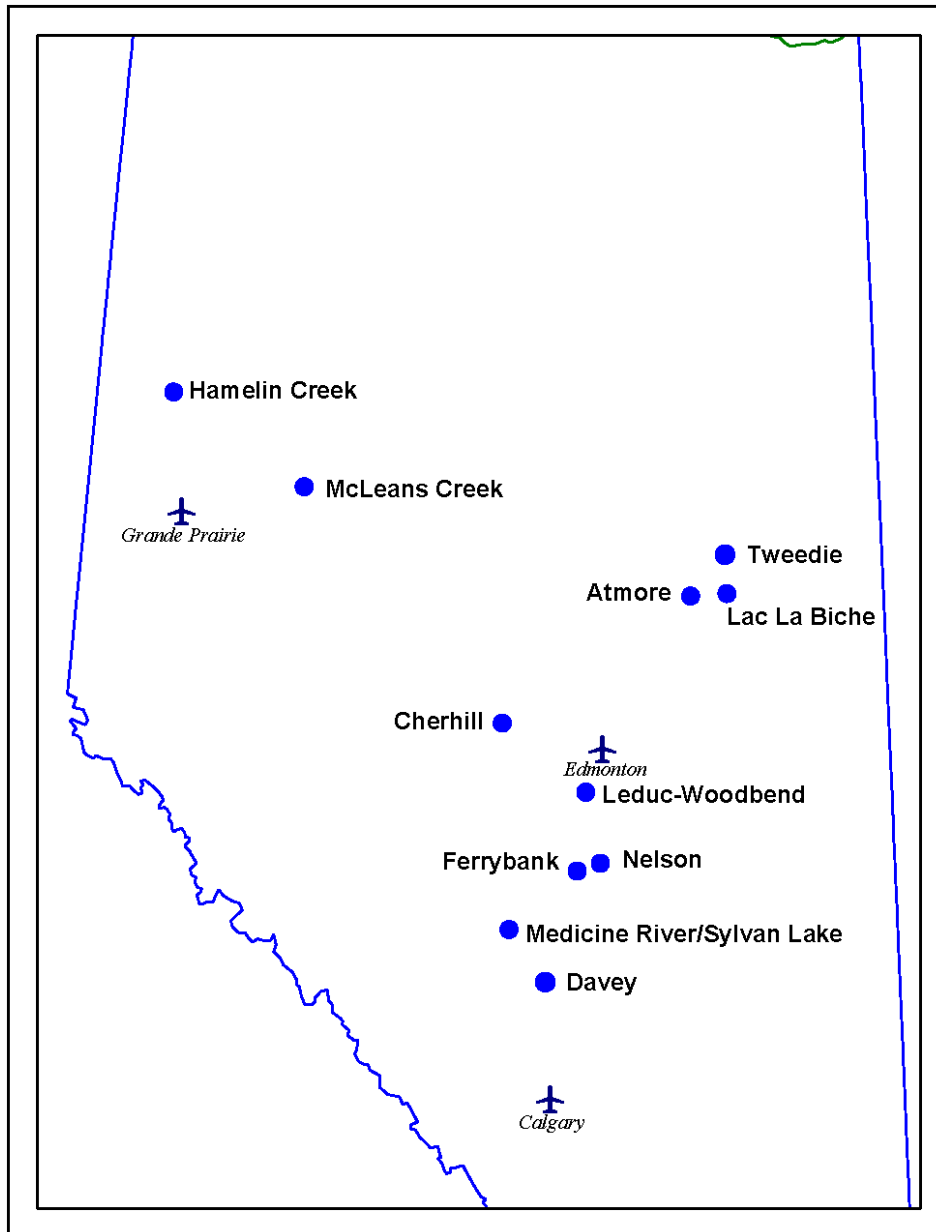 Hamelin Creek
McLeans Creek
Grande Prairie
Tweedie
Atmore
Lac La Biche
Cherhill
Edmonton
Leduc-Woodbend
Ferrybank
Nelson
Medicine River/Sylvan Lake
Davey
Calgary